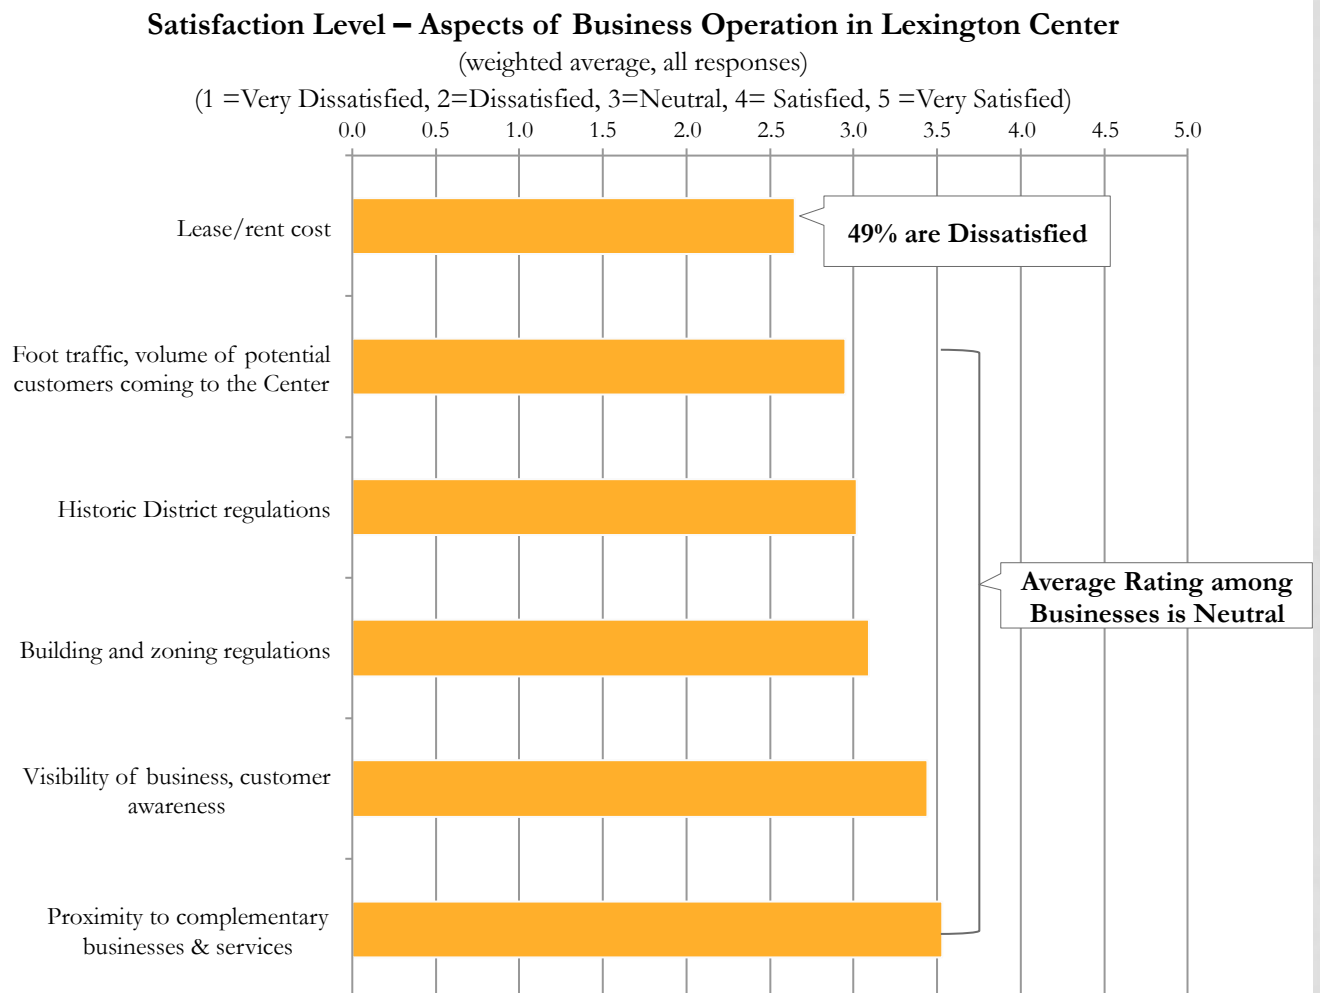 Satisfaction Level – Aspects of Business Operation in Lexington Center
(weighted average, all responses)
(1 =Very Dissatisfied, 2=Dissatisfied, 3=Neutral, 4= Satisfied, 5 =Very Satisfied)
0.0 0.5 1.0 1.5 2.0 2.5 3.0 3.5 4.0 4.5 5.0
Lease/rent cost
49% are Dissatisfied
Foot traffic, volume of potential
customers coming to the Center
Historic District regulations
Average Rating among
Businesses is Neutral
Building and zoning regulations
Visibility of business, customer
awareness
Proximity to complementary
businesses & services